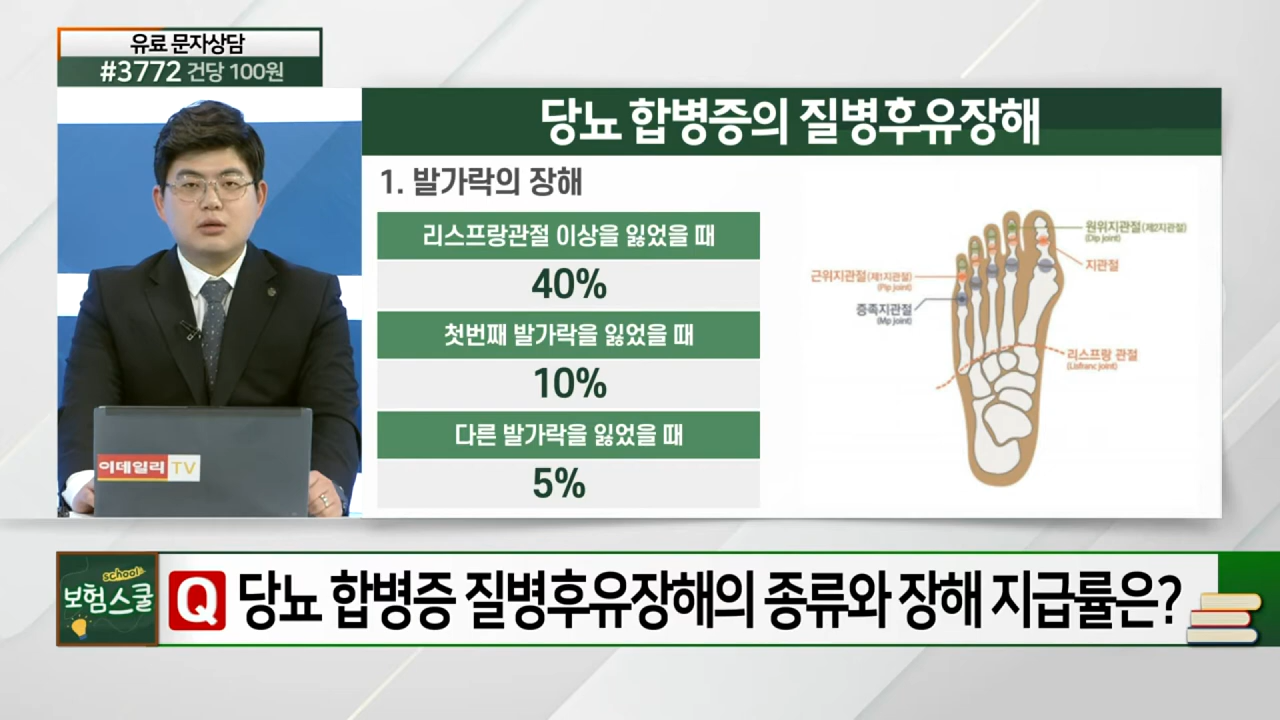 유료 문자상담
#3772 건당 100원
당뇨 합병증의 질병후유장해
1. 발가락의 장해
리스프랑관절 이상을 잃었을 때
40%
첫번째 발가락을 잃었을 때
10%
다른 발가락을 잃었을 때
5%
원위지관절(제2지관절)
(Dip joint)
지관절
근위지관절(제1지관절)
(Pip joint)
중족지관절
(Mp joint)
리스프랑 관절
(Lisfranc joint)
이데일리 TV
school
보험스쿨
Q 당뇨 합병증 질병후유장해의 종류와 장해 지급률은?